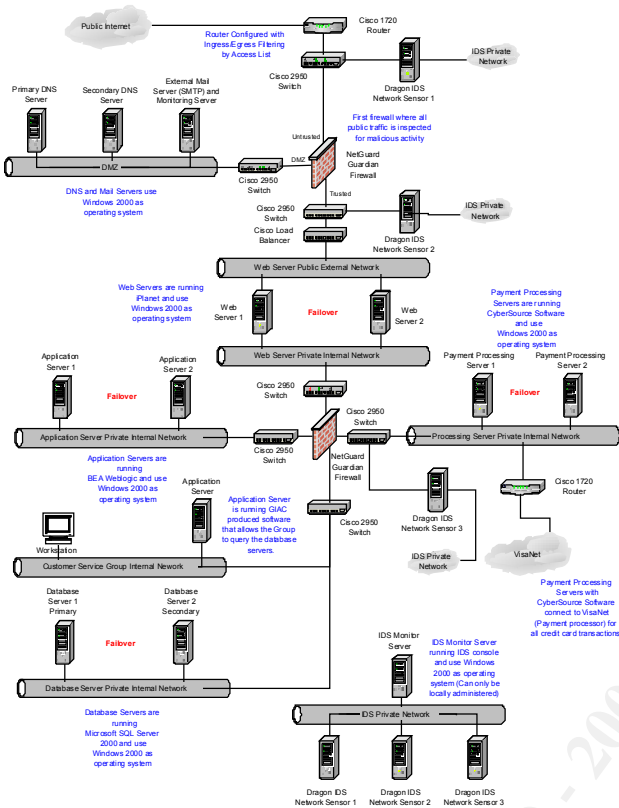 Public Internet
Cisco 1720
Router
Router Configured with
Ingress/Egress Filtering
by Access List
Cisco 2950
Switch
IDS Private
Network
Dragon IDS
Network Sensor 1
Primary DNS
Server
Secondary DNS
Server
External Mail
Server (SMTP) and
Monitoring Server
First firewall where all
public traffic is inspected
for malicious activity
Untrusted
DMZ
DMZ
NetGuard
Guardian
Firewall
Cisco 2950
Switch
Trusted
DNS and Mail Servers use
Windows 2000 as
operating system
Cisco 2950
Switch
Cisco Load
Balancer
IDS Private
Network
Dragon IDS
Network Sensor 2
Web Server Public External Network
Web Servers are running
iPlanet and use
Windows 2000 as
operating system
Web
Server 1
Failover
Web
Server 2
Payment Processing
Servers are running
CyberSource Software
and use
Windows 2000 as
operating system
Web Server Private Internal Network
Payment Processing
Server 1
Payment Processing
Server 2
Failover
Application
Server 1
Application
Server 2
Failover
Cisco 2950
Switch
Cisco 2950
Switch
Application Server Private Internal Network
Cisco 2950
Switch
Processing Server Private Internal Network
NetGuard
Guardian
Firewall
Application Servers are
running
BEA Weblogic and use
Windows 2000 as
operating system
Application
Server
Application Server
is running GIAC
produced software
that allows the Group
to query the database
servers.
Cisco 2950
Switch
Dragon IDS
Network Sensor 3
Cisco 1720
Router
Workstation
IDS Private
Network
VisaNet
Customer Service Group Internal Network
Payment Processing
Servers with
CyberSource Software
connect to VisaNet
(Payment processor) for
all credit card transactions
Database
Server 1
Primary
Database
Server 2
Secondary
Failover
IDS Monitor
Server
IDS Monitor Server
running IDS console
and use Windows
2000 as operating
system (Can only be
locally administered)
Database Server Private Internal Network
Database Servers are
running
Microsoft SQL Server
2000 and use
Windows 2000 as
operating system
IDS Private Network
Dragon IDS
Network Sensor 1
Dragon IDS
Network Sensor 2
Dragon IDS
Network Sensor 3